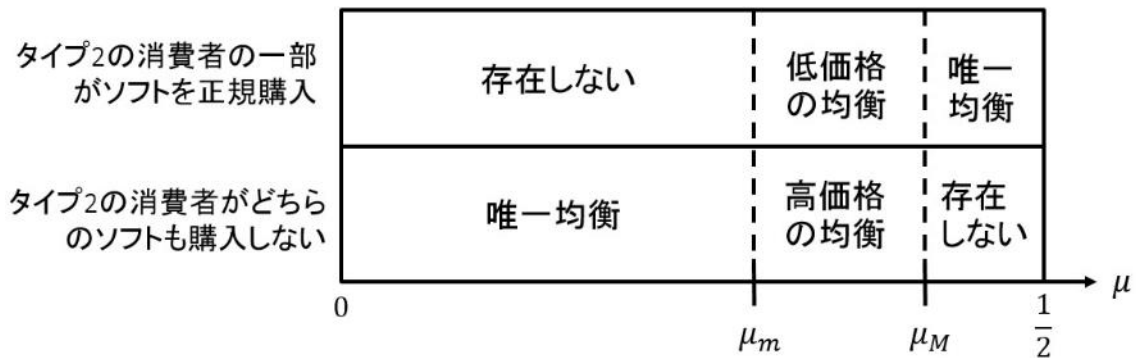 タイプ2の消費者の一部
がソフトを正規購入
存在しない
低価格
の均衡
唯一
均衡
タイプ2の消費者がどちら
のソフトも購入しない
唯一均衡
高価格
の均衡
存在
しない
0
μm
μM
1
2
μ